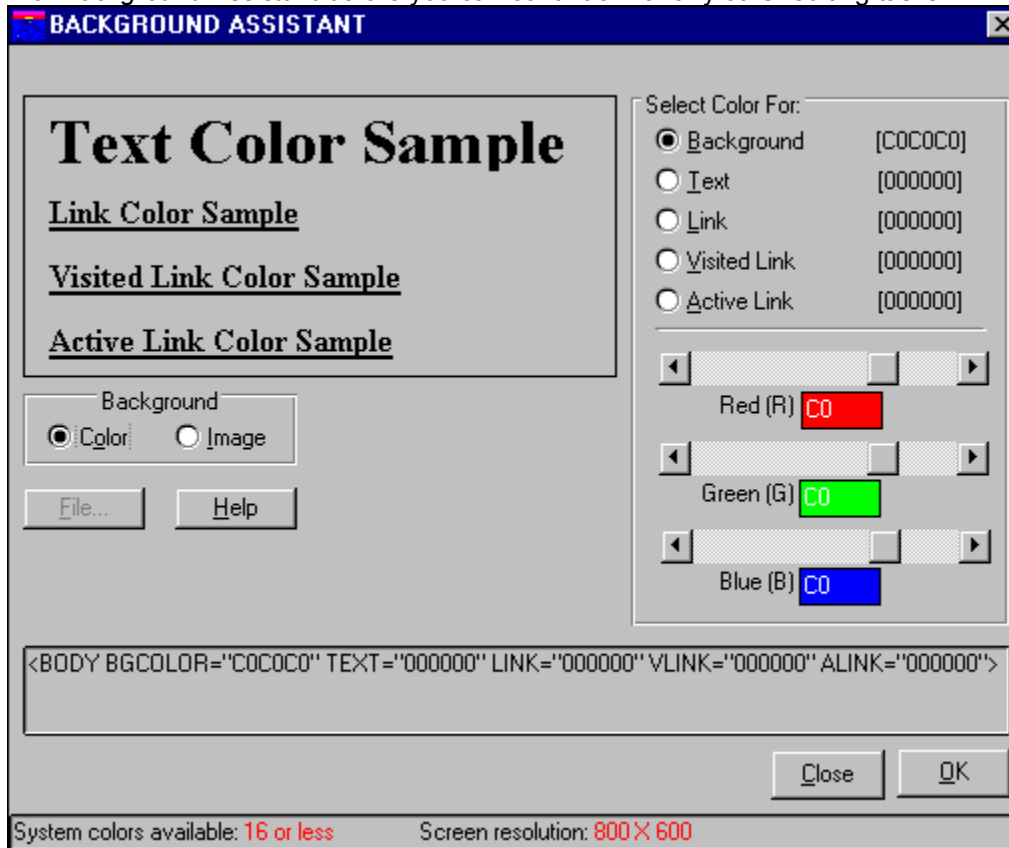 BACKGROUND ASSISTANT
Text Color Sample
Link Color Sample
Visited Link Color Sample
Active Link Color Sample
Background
Color Image
File... Help
Select Color For:
Background [C0C0C0]
Text [000000]
Link [000000]
Visited Link [000000]
Active Link [000000]
Red (R) C0
Green (G) C0
Blue (B) C0
<BODY BGCOLOR="C0C0C0" TEXT="000000" LINK="000000" VLINK="000000" ALINK="000000">
Close OK
System colors available: 16 or less Screen resolution: 800 X 600